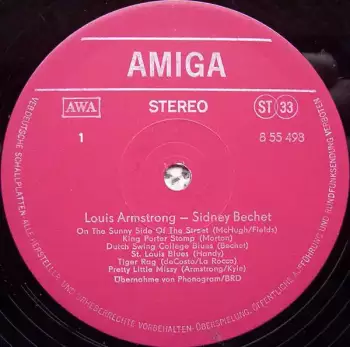 AMIGA
AWA
STEREO
ST 33
1
8 55 498
Louis Armstrong — Sidney Bechet
On The Sunny Side Of The Street (McHugh/Fields)
King Porter Stomp (Morton)
Dutch Swing College Blues (Bechet)
St. Louis Blues (Handy)
Tiger Rag (deCosta/La Rocca)
Pretty Little Missy (Armstrong/Kyle)
Übernahme von Phonogram/BRD
VEB DEUTSCHE SCHALLPLATTEN · ALLE HERSTELLER- UND URHEBERRECHTE VORBEHALTEN · ÜBERSPIELUNG, ÖFFENTLICHE AUFFÜHRUNG UND RUNDFUNKSENDUNG VERBOTEN